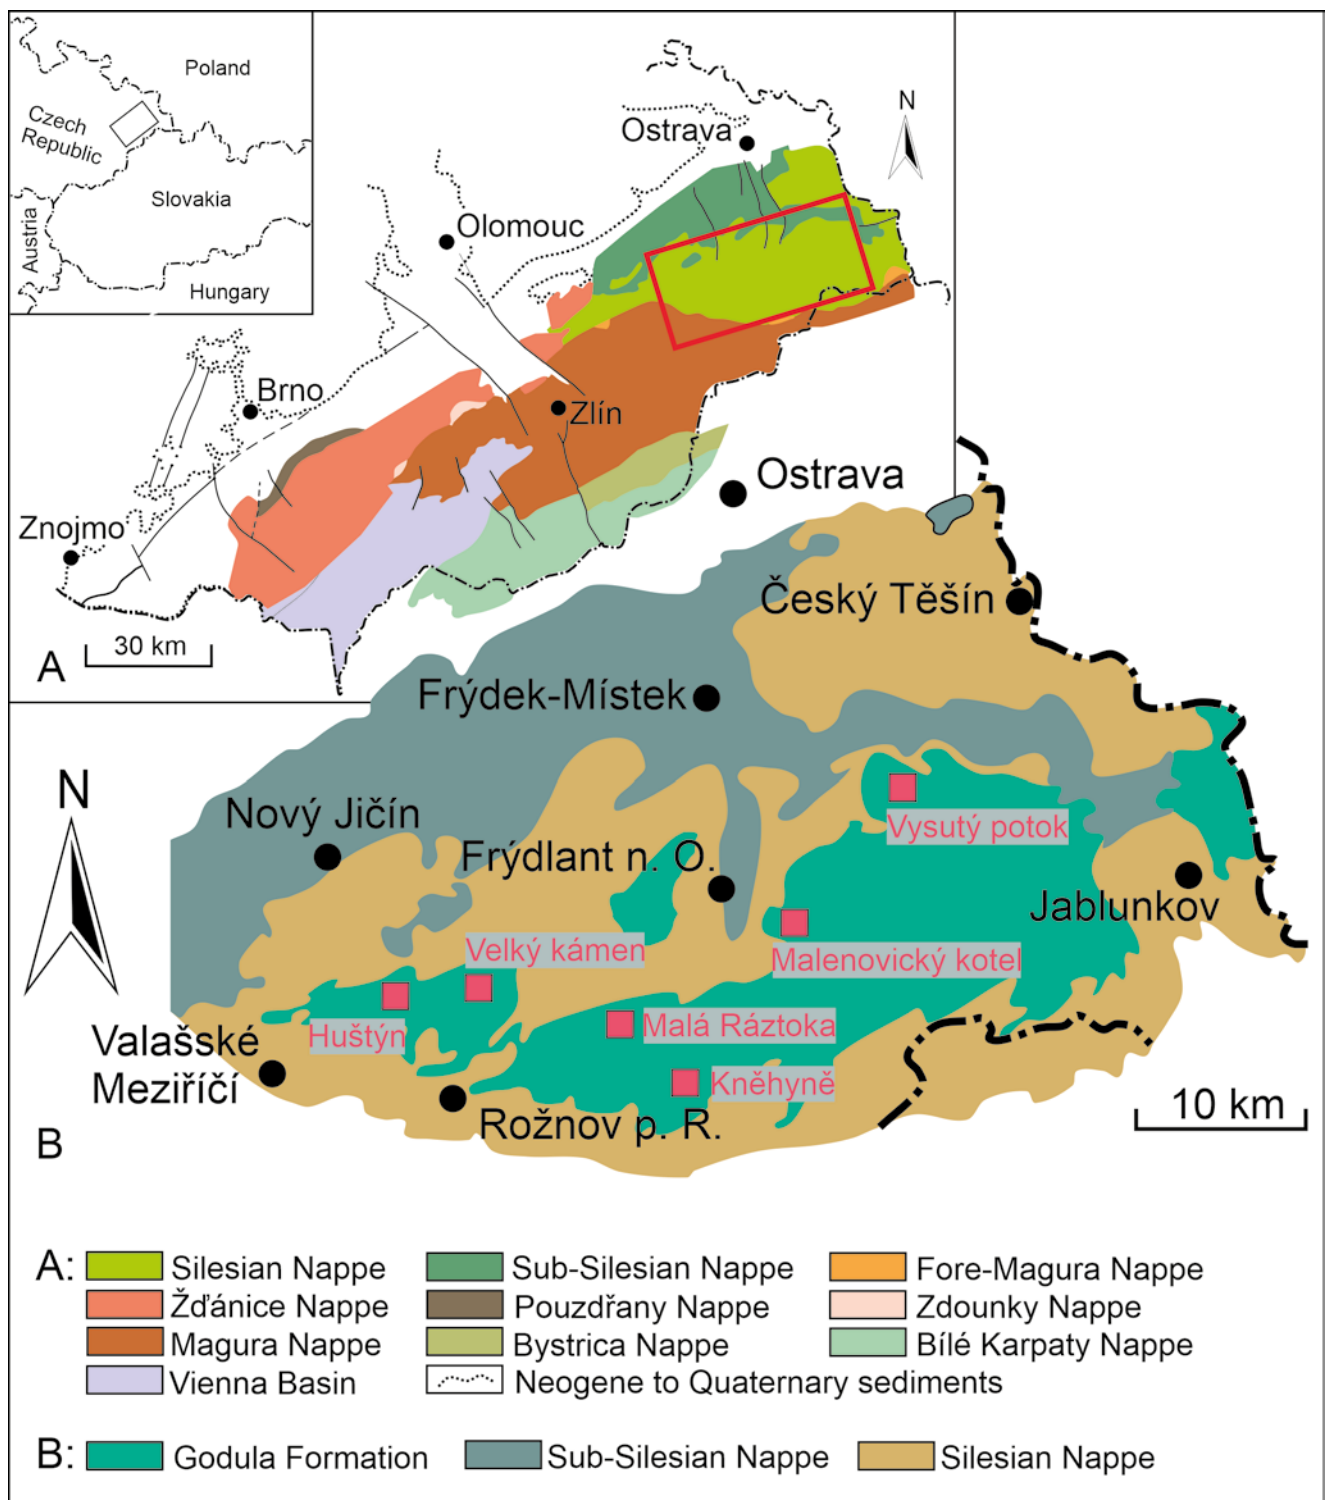 Poland
Czech
Republic
Slovakia
Austria
Hungary
N
Ostrava
Olomouc
Brno
Zlín
Znojmo
30 km
A
Ostrava
Český Těšín
Frýdek-Místek
N
Nový Jičín
Vysutý potok
Frýdlant n. O.
Jablunkov
Velký kámen
Malenovický kotel
Huštýn
Malá Ráztoka
Valašské
Meziříčí
Kněhyně
Rožnov p. R.
10 km
B
A:
Silesian Nappe
Sub-Silesian Nappe
Fore-Magura Nappe
Žďánice Nappe
Pouzdřany Nappe
Zdounky Nappe
Magura Nappe
Bystrica Nappe
Bílé Karpaty Nappe
Vienna Basin
Neogene to Quaternary sediments
B:
Godula Formation
Sub-Silesian Nappe
Silesian Nappe